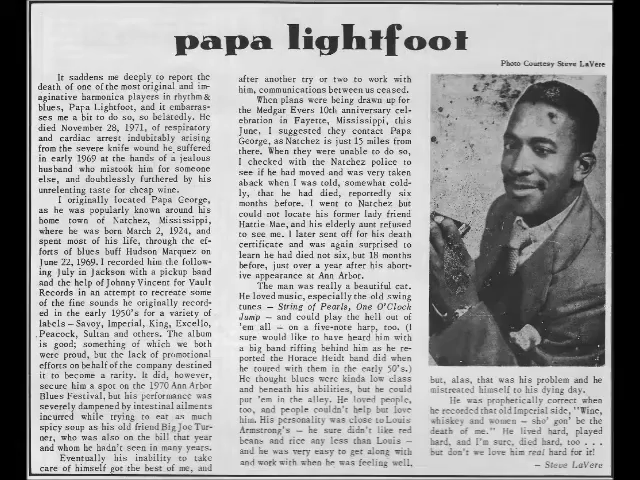 papa lightfoot
Photo Courtesy Steve LaVere
It saddens me deeply to report the
death of one of the most original and im-
aginative harmonica players in rhythm &
blues, Papa Lightfoot, and it embarras-
ses me a bit to do so, so belatedly. He
died November 28, 1971, of respiratory
and cardiac arrest indubitably arising
from the severe knife wound he suffered
in early 1969 at the hands of a jealous
husband who mistook him for someone
else, and doubtlessly furthered by his
unrelenting taste for cheap wine.
I originally located Papa George,
as he was popularly known around his
home town of Natchez, Mississippi,
where he was born March 2, 1924, and
spent most of his life, through the ef-
forts of blues buff Hudson Marquez on
June 22, 1969. I recorded him the follow-
ing July in Jackson with a pickup band
and the help of Johnny Vincent for Vault
Records in an attempt to recreate some
of the fine sounds he originally record-
ed in the early 1950's for a variety of
labels — Savoy, Imperial, King, Excello,
Peacock, Sultan and others. The album
is good; something of which we both
were proud, but the lack of promotional
efforts on behalf of the company destined
it to become a rarity. It did, however,
secure him a spot on the 1970 Ann Arbor
Blues Festival, but his performance was
severely dampened by intestinal ailments
incurred while trying to eat as much
spicy soup as his old friend Big Joe Tur-
ner, who was also on the bill that year
and whom he hadn't seen in many years.
Eventually his inability to take
care of himself got the best of me, and
after another try or two to work with
him, communications between us ceased.
When plans were being drawn up for
the Medgar Evers 10th anniversary cel-
ebration in Fayette, Mississippi, this
June, I suggested they contact Papa
George, as Natchez is just 15 miles from
there. When they were unable to do so,
I checked with the Natchez police to
see if he had moved and was very taken
aback when I was told, somewhat cold-
ly, that he had died, reportedly six
months before. I went to Natchez but
could not locate his former lady friend
Hattie Mae, and his elderly aunt refused
to see me. I later sent off for his death
certificate and was again surprised to
learn he had died not six, but 18 months
before, just over a year after his abort-
ive appearance at Ann Arbor.
The man was really a beautiful cat.
He loved music, especially the old swing
tunes — String of Pearls, One O'Clock
Jump — and could play the hell out of
'em all — on a five-note harp, too. (I
sure would like to have heard him with
a big band riffing behind him as he re-
ported the Horace Heidt band did when
he toured with them in the early 50's.)
He thought blues were kinda low class
and beneath his abilities, but he could
put 'em in the alley. He loved people,
too, and people couldn't help but love
him. His personality was close to Louis
Armstrong's — he sure didn't like red
beans and rice any less than Louis —
and he was very easy to get along with
and work with when he was feeling well,
but, alas, that was his problem and he
mistreated himself to his dying day.
He was prophetically correct when
he recorded that old Imperial side, "Wine,
whiskey and women — sho' gon' be the
death of me." He lived hard, played
hard, and I'm sure, died hard, too . . .
but don't we love him real hard for it!
— Steve LaVere